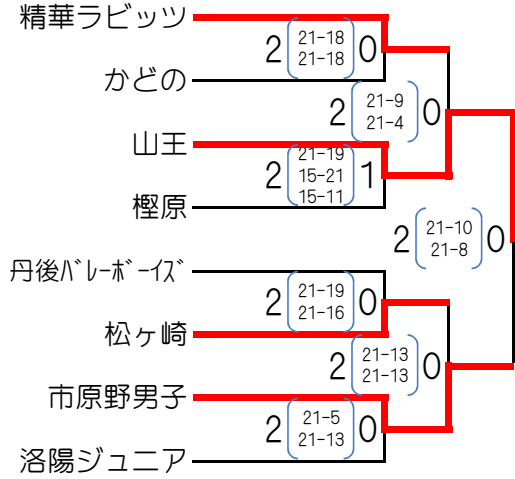 精華ラビッツ
2 21-18 0
21-18
かどの
2 21-9 0
21-4
山王
2 21-19 1
15-21
15-11
樫原
2 21-10 0
21-8
丹後ﾊﾞﾚｰﾎﾞｰｲｽﾞ
2 21-19 0
21-16
松ヶ崎
2 21-13 0
21-13
市原野男子
2 21-5 0
21-13
洛陽ジュニア